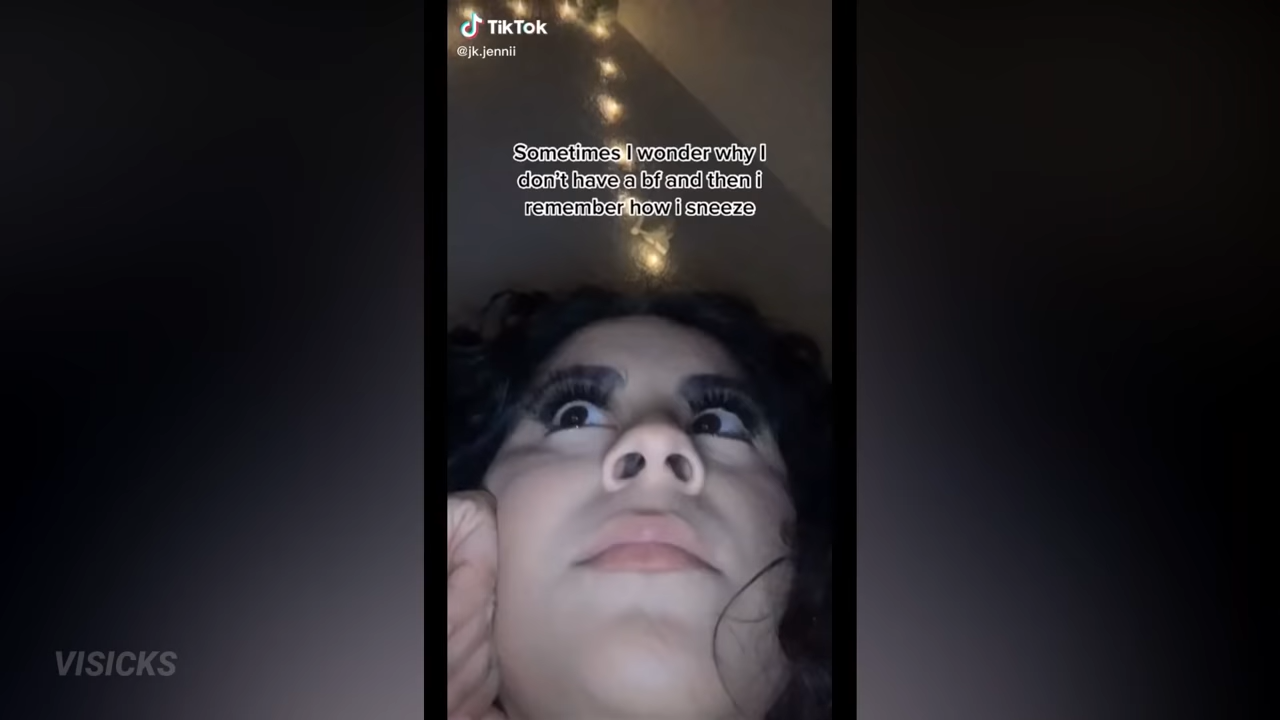 TikTok
@jk.jennii
Sometimes I wonder why I
don't have a bf and then i
remember how i sneeze
VISICKS